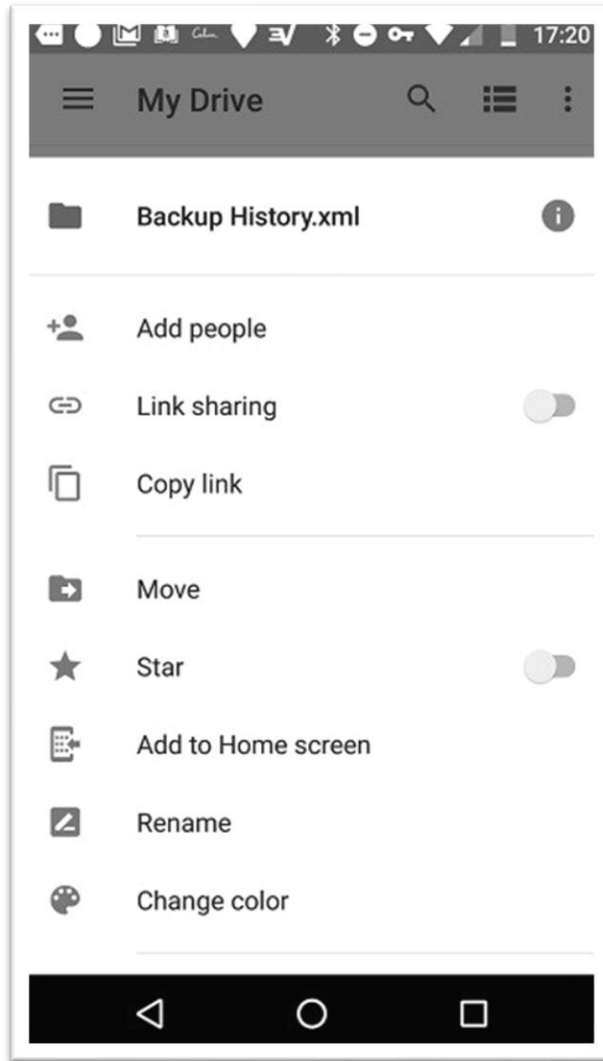 17:20
My Drive
Backup History.xml
Add people
Link sharing
Copy link
Move
Star
Add to Home screen
Rename
Change color